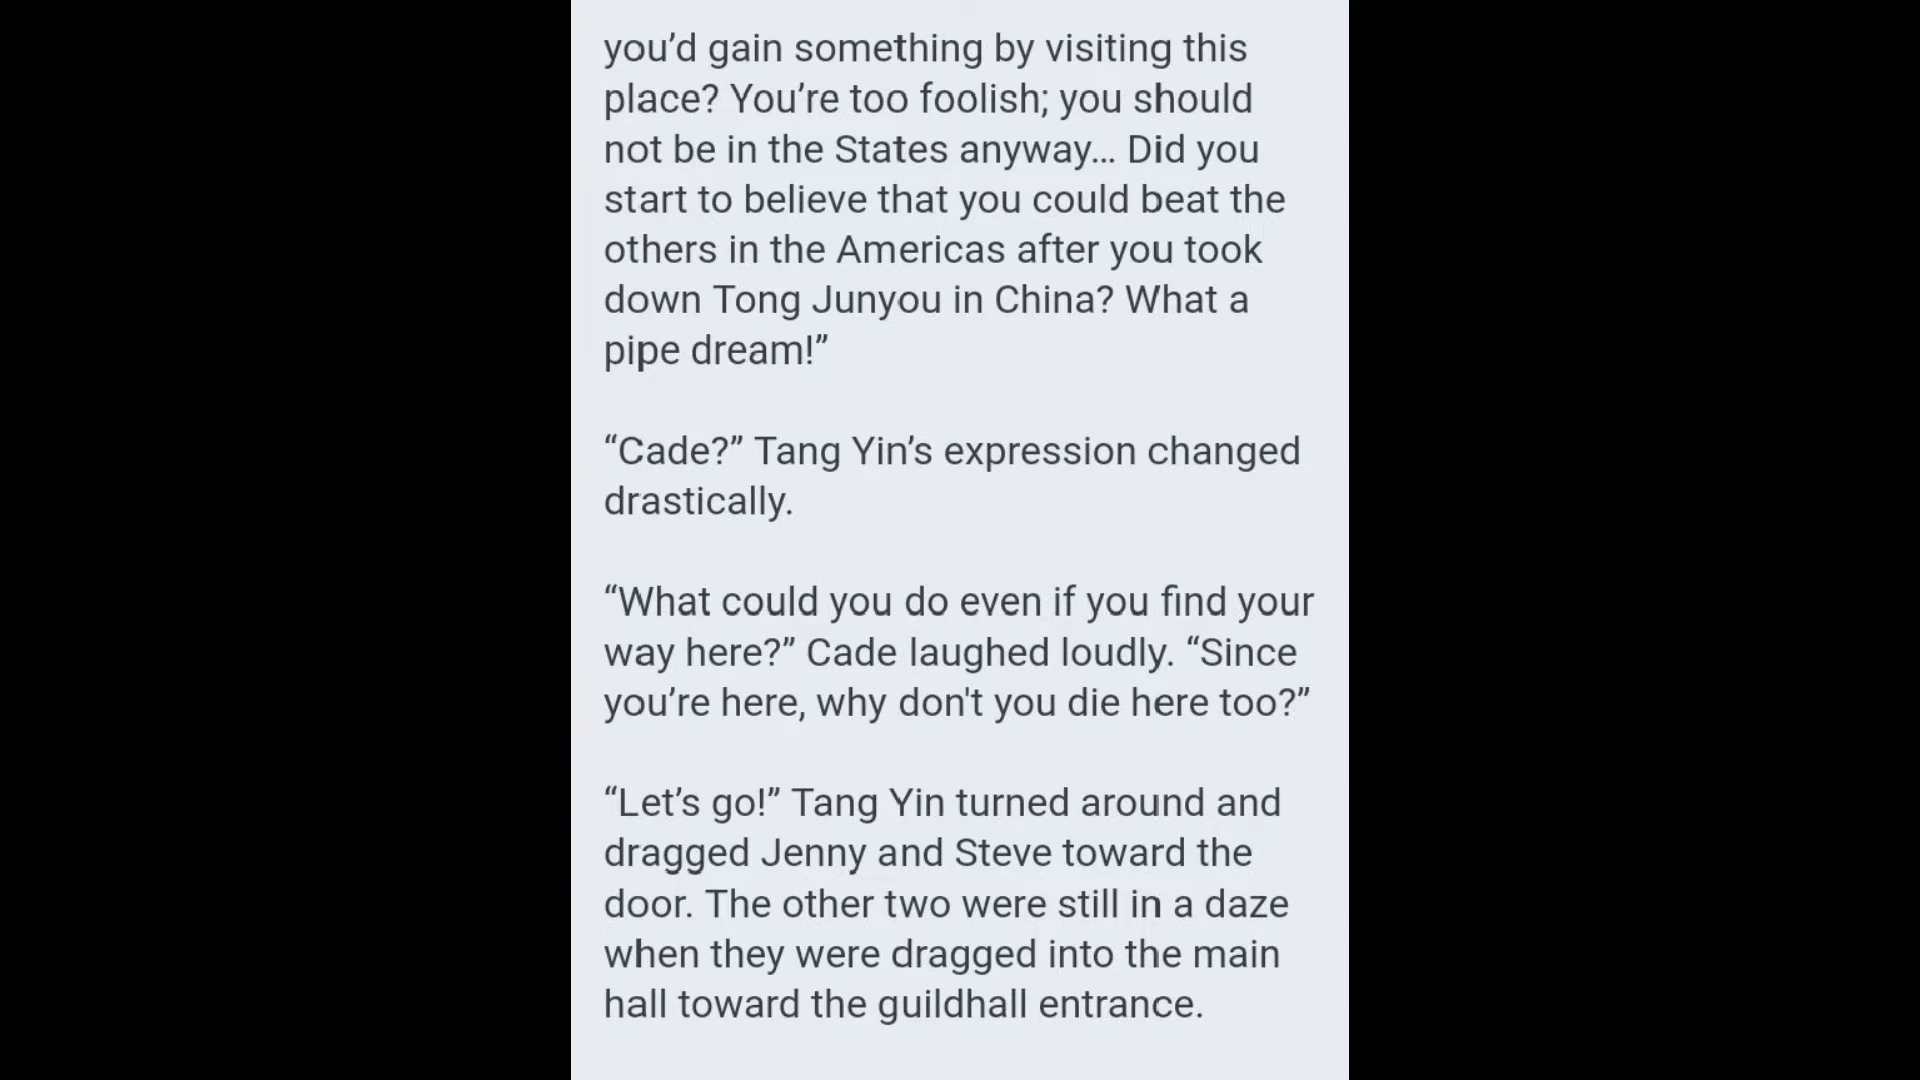 you’d gain something by visiting this
place? You’re too foolish; you should
not be in the States anyway… Did you
start to believe that you could beat the
others in the Americas after you took
down Tong Junyou in China? What a
pipe dream!”
“Cade?” Tang Yin’s expression changed
drastically.
“What could you do even if you find your
way here?” Cade laughed loudly. “Since
you’re here, why don't you die here too?”
“Let’s go!” Tang Yin turned around and
dragged Jenny and Steve toward the
door. The other two were still in a daze
when they were dragged into the main
hall toward the guildhall entrance.